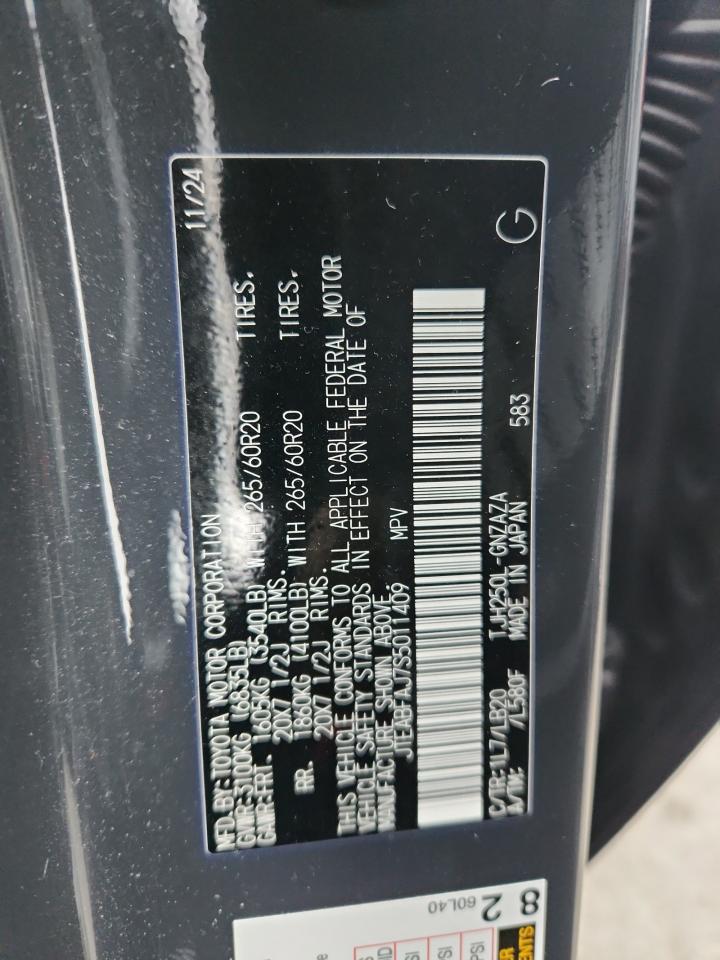 MFD.BY:TOYOTA MOTOR CORPORATION 11/24
GVWR:3100KG (6835LB)
GAWR:FRT. 1605KG (3540LB) WITH 265/60R20 TIRES.
20X7 1/2J RIMS.
RR. 1860KG (4100LB) WITH 265/60R20 TIRES.
20X7 1/2J RIMS.
THIS VEHICLE CONFORMS TO ALL APPLICABLE FEDERAL MOTOR
VEHICLE SAFETY STANDARDS IN EFFECT ON THE DATE OF
MANUFACTURE SHOWN ABOVE.
JTEABFAJ7S5011409 MPV
C/TR:1L7/LB20 TJH250L-GNZAZA
A/TM: /L580F MADE IN JAPAN 583
G
60L40
8
2